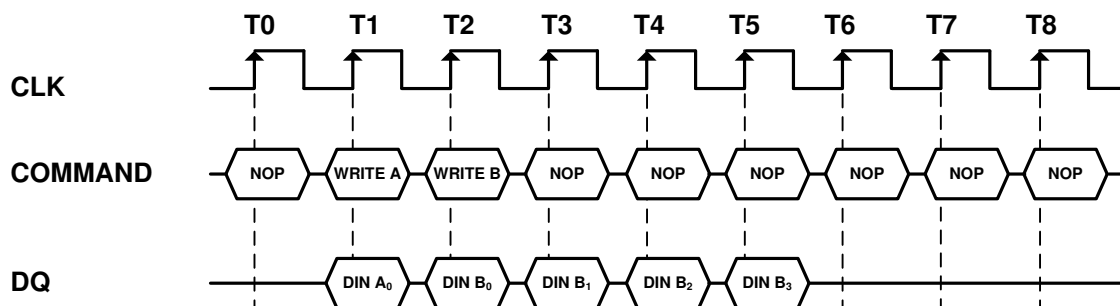 T0 T1 T2 T3 T4 T5 T6 T7 T8
CLK
COMMAND NOP WRITE A WRITE B NOP NOP NOP NOP NOP NOP
DQ DIN A₀ DIN B₀ DIN B₁ DIN B₂ DIN B₃